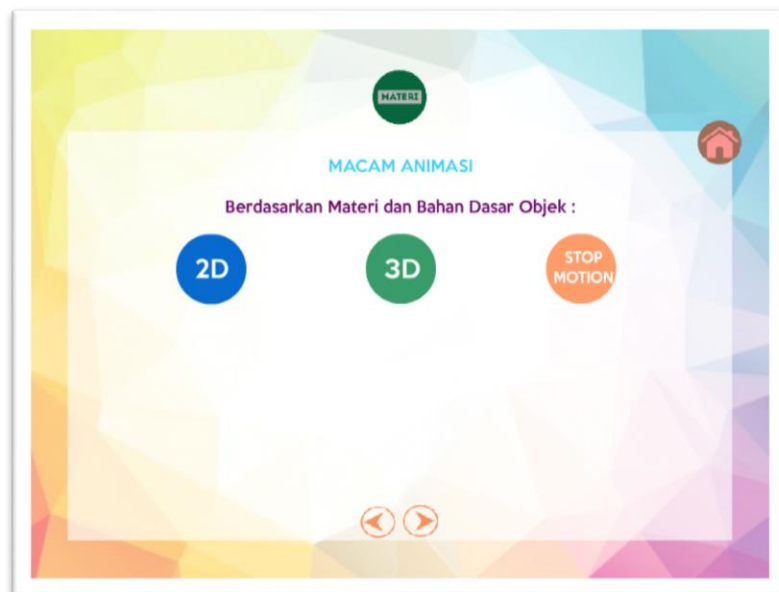 MATERI
MACAM ANIMASI
Berdasarkan Materi dan Bahan Dasar Objek :
2D
3D
STOP
MOTION